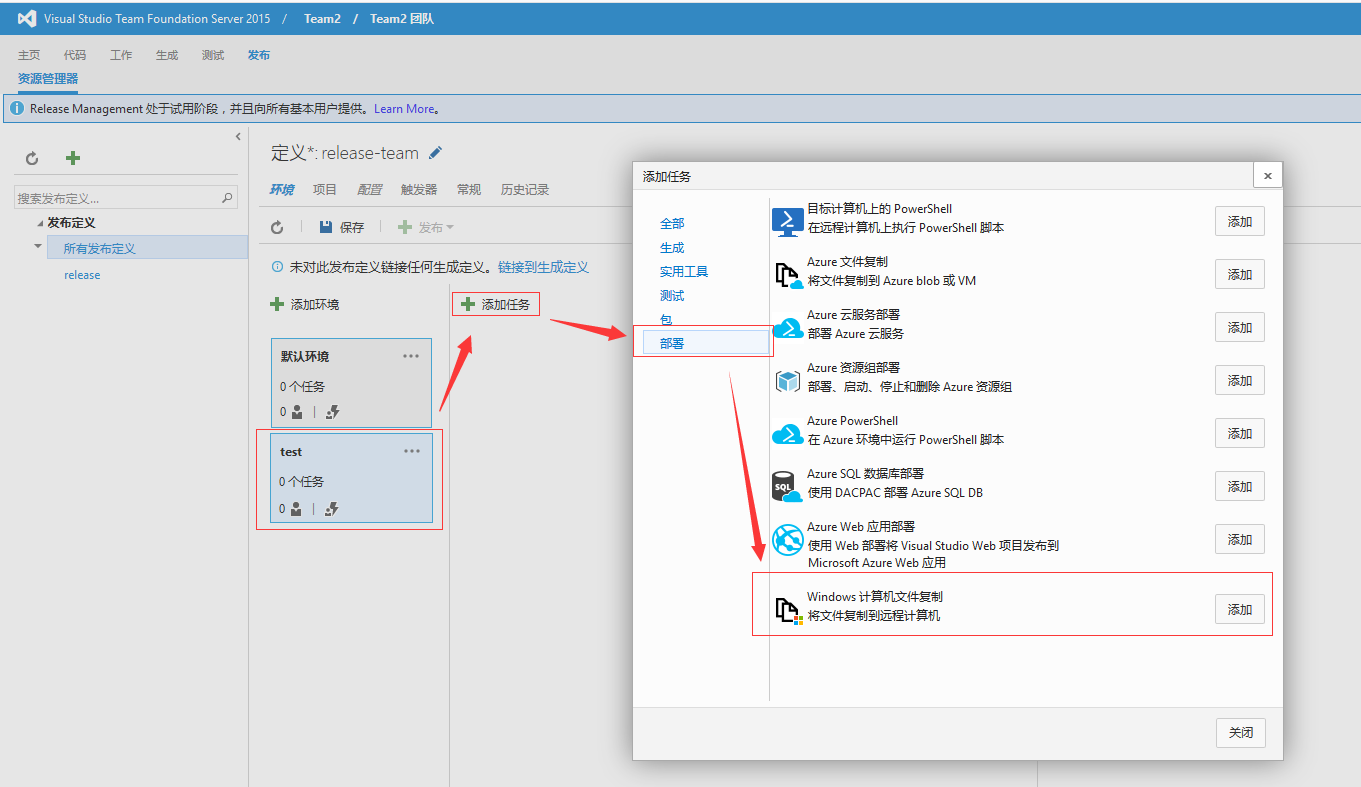 Visual Studio Team Foundation Server 2015 / Team2 / Team2 团队
主页 代码 工作 生成 测试 发布
资源管理器
Release Management 处于试用阶段，并且向所有基本用户提供。Learn More。
搜索发布定义...
发布定义
所有发布定义
release
定义*: release-team
环境 项目 配置 触发器 常规 历史记录
保存 发布
未对此发布定义链接任何生成定义。链接到生成定义
添加环境
添加任务
默认环境
0 个任务
0
test
0 个任务
0
添加任务
全部
生成
实用工具
测试
包
部署
目标计算机上的 PowerShell
在远程计算机上执行 PowerShell 脚本
添加
Azure 文件复制
将文件复制到 Azure blob 或 VM
添加
Azure 云服务部署
部署 Azure 云服务
添加
Azure 资源组部署
部署、启动、停止和删除 Azure 资源组
添加
Azure PowerShell
在 Azure 环境中运行 PowerShell 脚本
添加
SQL
Azure SQL 数据库部署
使用 DACPAC 部署 Azure SQL DB
添加
Azure Web 应用部署
使用 Web 部署将 Visual Studio Web 项目发布到
Microsoft Azure Web 应用
添加
Windows 计算机文件复制
将文件复制到远程计算机
添加
关闭